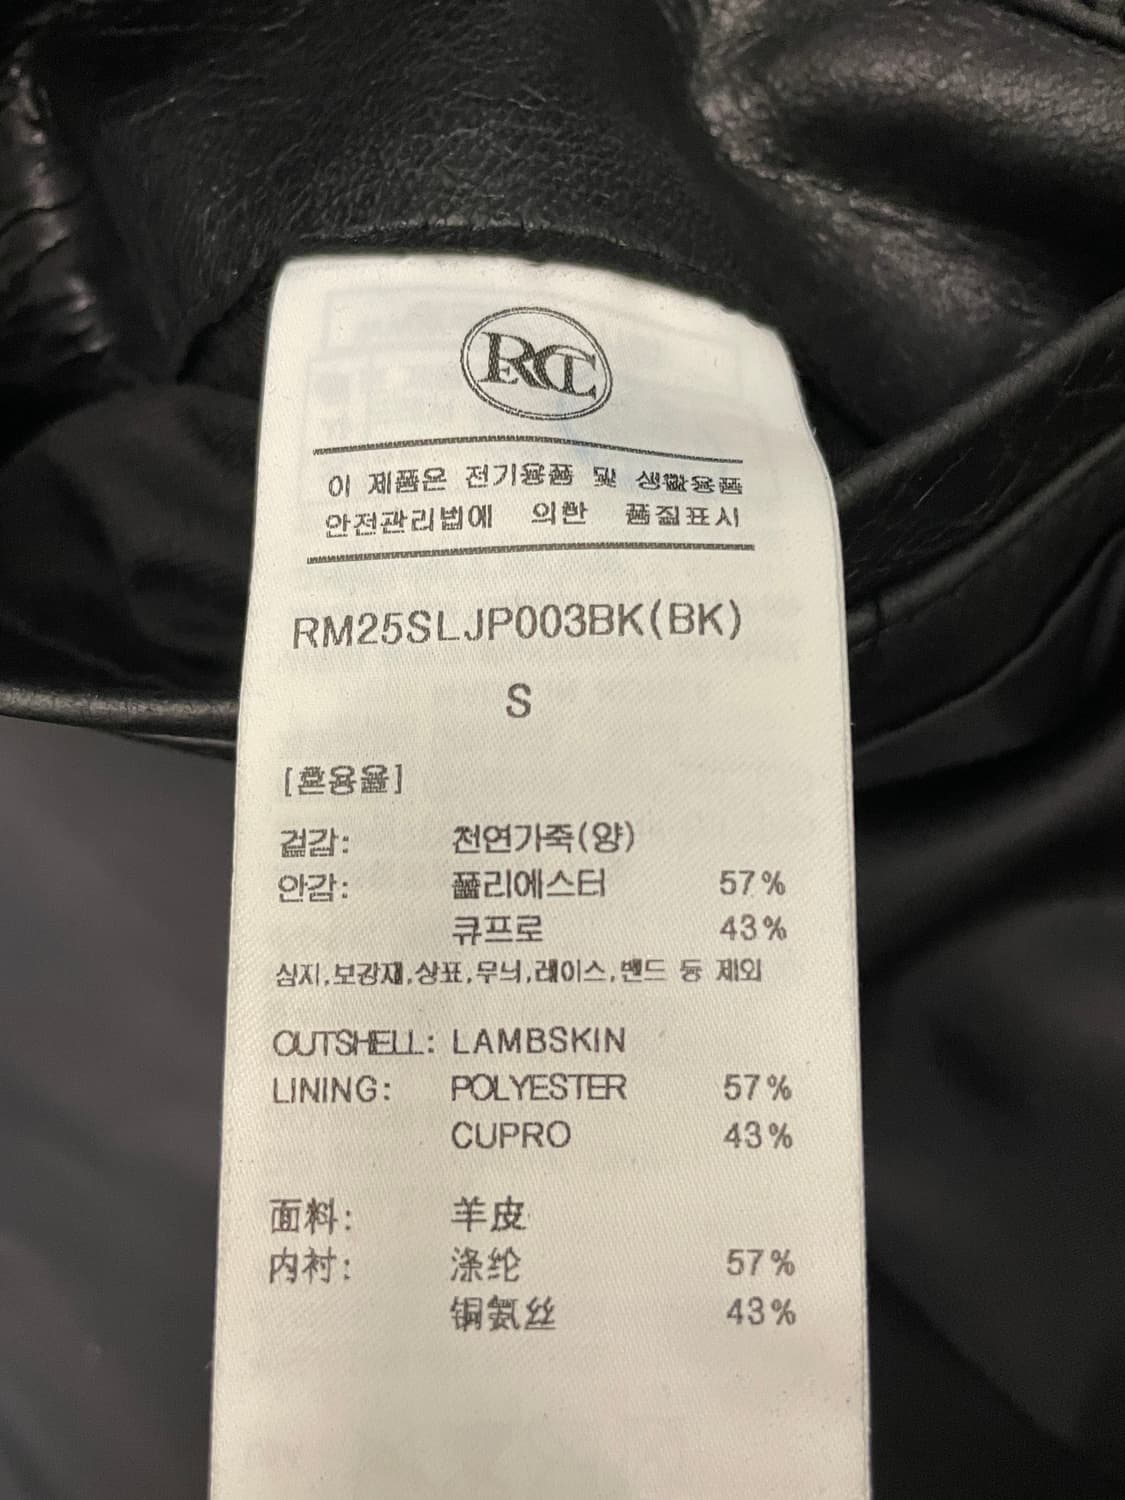 RCT
이 제품은 전기용품 및 생활용품
안전관리법에 의한 품질표시
RM25SLJP003BK(BK)
S
[혼용율]
겉감: 천연가죽(양)
안감: 폴리에스터 57%
큐프로 43%
심지,보강재,상표,무늬,레이스,밴드 등 제외
OUTSHELL: LAMBSKIN
LINING: POLYESTER 57%
CUPRO 43%
面料: 羊皮
内衬: 涤纶 57%
铜氨丝 43%